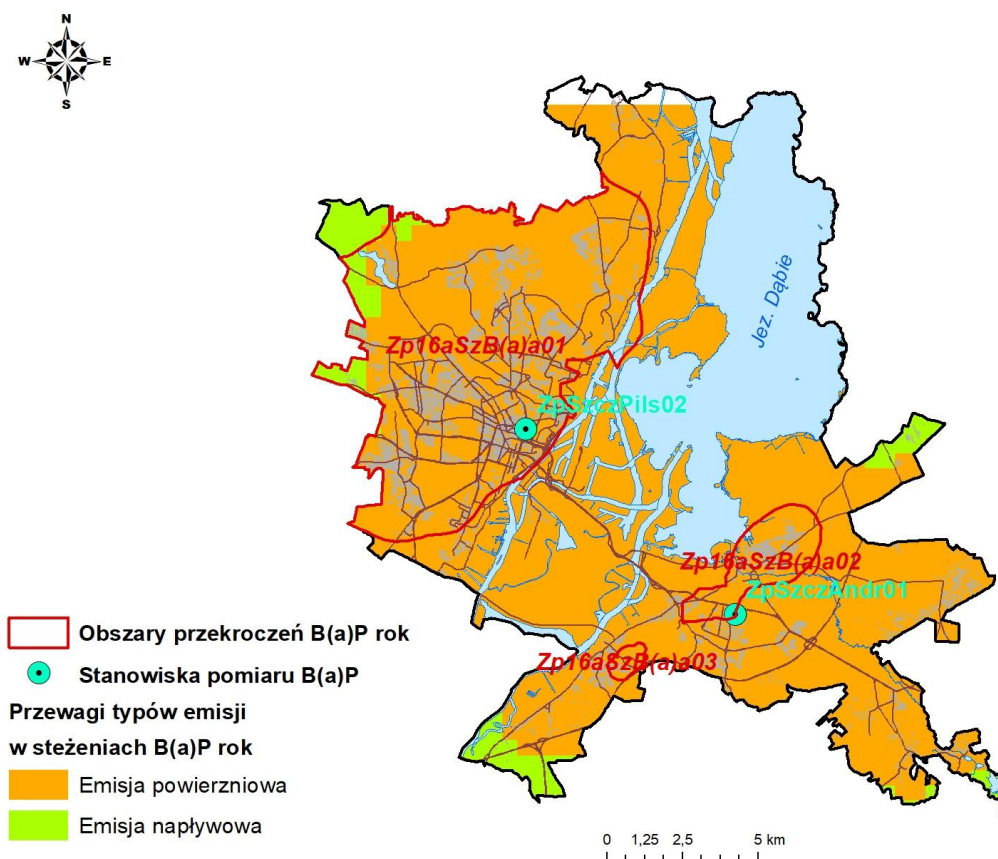 N
W E
S
Jez. Dąbie
Zp16aSzB(a)a01
ZpSzczPils02
Zp16aSzB(a)a02
ZpSzczAndr01
Zp16aSzB(a)a03
Obszary przekroczeń B(a)P rok
Stanowiska pomiaru B(a)P
Przewagi typów emisji
w steżeniach B(a)P rok
Emisja powierzniowa
Emisja napływowa
0 1,25 2,5 5 km